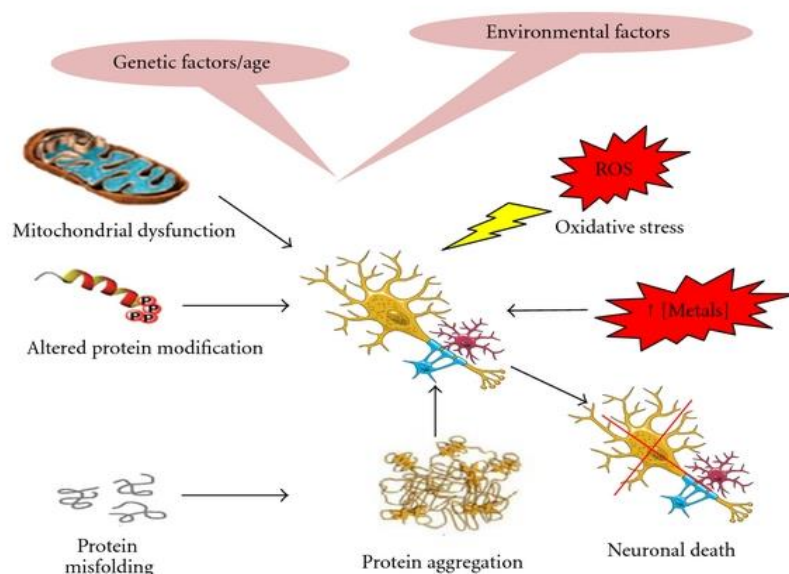 Environmental factors
Genetic factors/age
ROS
Mitochondrial dysfunction
Oxidative stress
P
P
P
P
↑ [Metals]
Altered protein modification
Protein
misfolding
Protein aggregation
Neuronal death